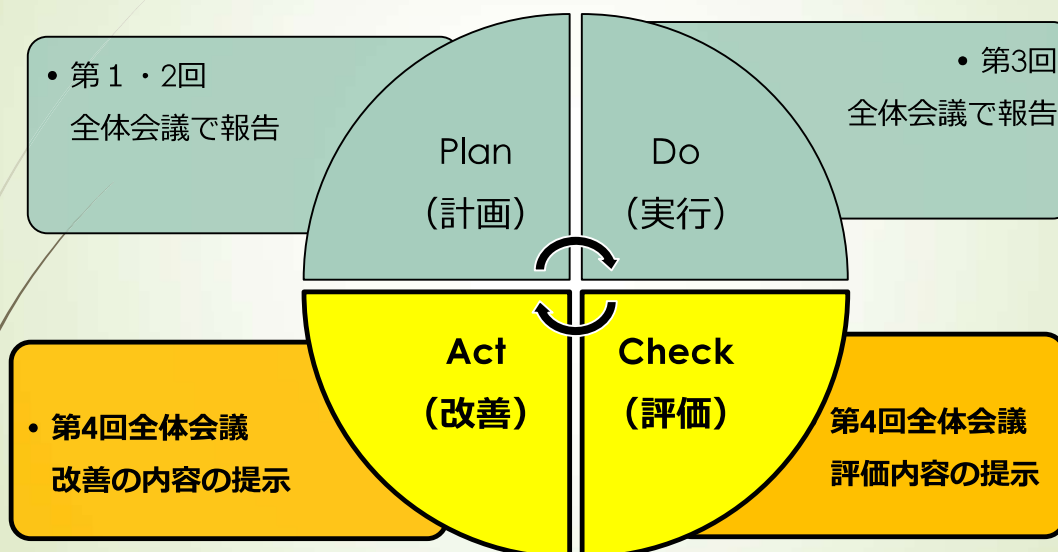 • 第１・2回
全体会議で報告
Plan
（計画）
Do
（実行）
• 第3回
全体会議で報告
• 第4回全体会議
改善の内容の提示
Act
（改善）
Check
（評価）
第4回全体会議
評価内容の提示